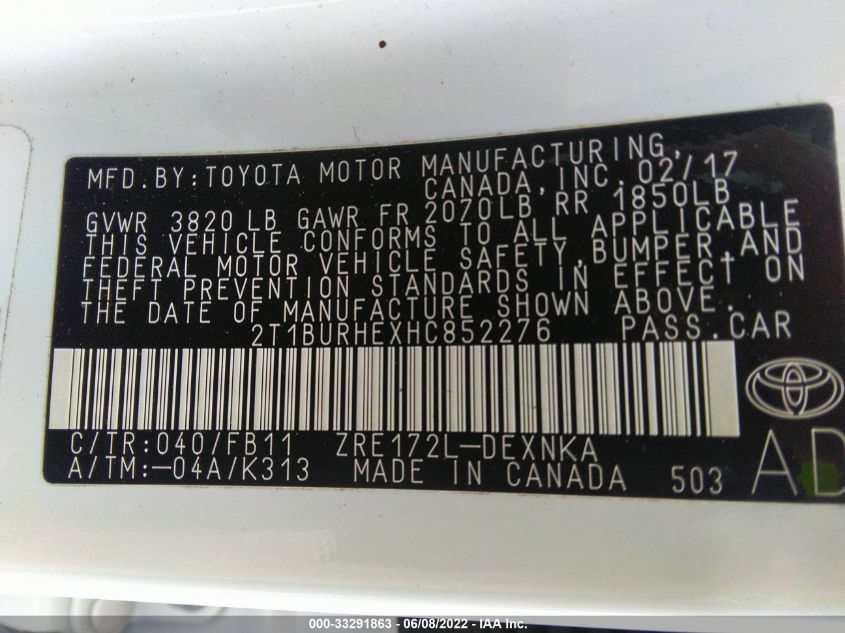 MFD.BY:TOYOTA MOTOR MANUFACTURING,
CANADA,INC. 02/17
GVWR 3820 LB GAWR FR 2070LB RR 1850LB
THIS VEHICLE CONFORMS TO ALL APPLICABLE
FEDERAL MOTOR VEHICLE SAFETY,BUMPER,AND
THEFT PREVENTION STANDARDS IN EFFECT ON
THE DATE OF MANUFACTURE SHOWN ABOVE.
2T1BURHEXHC852276 PASS.CAR
C/TR:040/FB11 ZRE172L-DEXNKA
A/TM:-04A/K313 MADE IN CANADA 503 AD
000-33291863 - 06/08/2022 - IAA Inc.